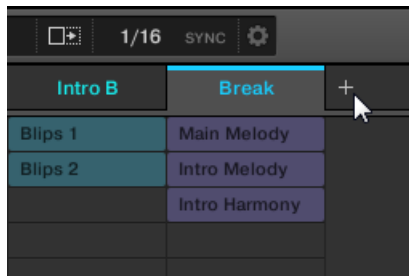 1/16 SYNC
Intro B Break +
Blips 1 Main Melody
Blips 2 Intro Melody
Intro Harmony